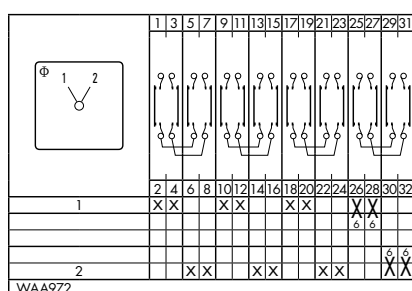 1 3 5 7 9 11 13 15 17 19 21 23 25 27 29 31
Φ 1 2
2 4 6 8 10 12 14 16 18 20 22 24 26 28 30 32
1 X X X X X X X X
6 6
6 6
2 X X X X X X X X
WAA972